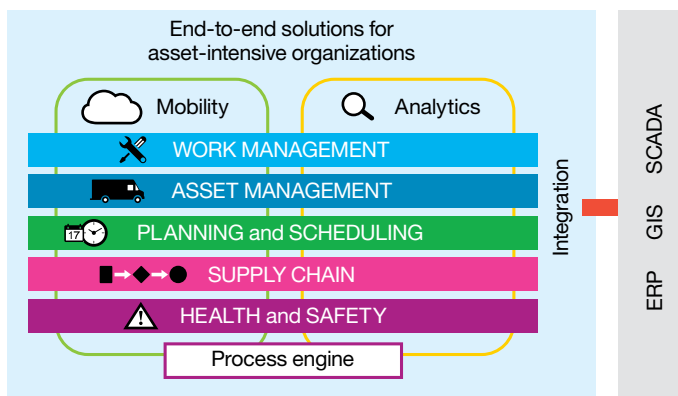 End-to-end solutions for
asset-intensive organizations
Mobility
Analytics
WORK MANAGEMENT
ASSET MANAGEMENT
17
PLANNING and SCHEDULING
SUPPLY CHAIN
HEALTH and SAFETY
Process engine
Integration
SCADA
GIS
ERP